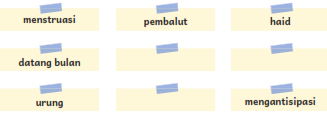 menstruasi pembalut haid
datang bulan
urung mengantisipasi